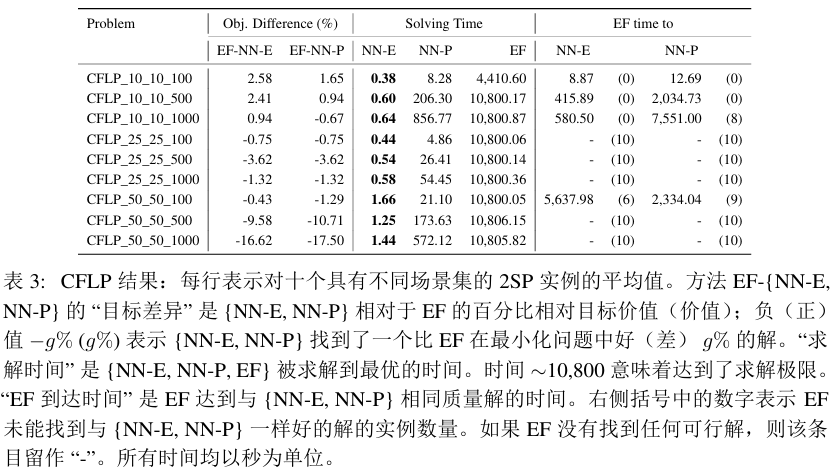 Problem Obj. Difference (%) Solving Time EF time to
EF-NN-E EF-NN-P NN-E NN-P EF NN-E NN-P
CFLP_10_10_100 2.58 1.65 0.38 8.28 4,410.60 8.87 (0) 12.69 (0)
CFLP_10_10_500 2.41 0.94 0.60 206.30 10,800.17 415.89 (0) 2,034.73 (0)
CFLP_10_10_1000 0.94 -0.67 0.64 856.77 10,800.87 580.50 (0) 7,551.00 (8)
CFLP_25_25_100 -0.75 -0.75 0.44 4.86 10,800.06 - (10) - (10)
CFLP_25_25_500 -3.62 -3.62 0.54 26.41 10,800.14 - (10) - (10)
CFLP_25_25_1000 -1.32 -1.32 0.58 54.45 10,800.36 - (10) - (10)
CFLP_50_50_100 -0.43 -1.29 1.66 21.10 10,800.05 5,637.98 (6) 2,334.04 (9)
CFLP_50_50_500 -9.58 -10.71 1.25 173.63 10,806.15 - (10) - (10)
CFLP_50_50_1000 -16.62 -17.50 1.44 572.12 10,805.82 - (10) - (10)
表 3: CFLP 结果：每行表示对十个具有不同场景集的 2SP 实例的平均值。方法 EF-{NN-E,
NN-P} 的 “目标差异” 是 {NN-E, NN-P} 相对于 EF 的百分比相对目标价值（价值）；负（正）
值 −g% (g%) 表示 {NN-E, NN-P} 找到了一个比 EF 在最小化问题中好（差） g% 的解。“求
解时间” 是 {NN-E, NN-P, EF} 被求解到最优的时间。时间 ∼10,800 意味着达到了求解极限。
“EF 到达时间” 是 EF 达到与 {NN-E, NN-P} 相同质量解的时间。右侧括号中的数字表示 EF
未能找到与 {NN-E, NN-P} 一样好的解的实例数量。如果 EF 没有找到任何可行解，则该条
目留作 “-”。所有时间均以秒为单位。